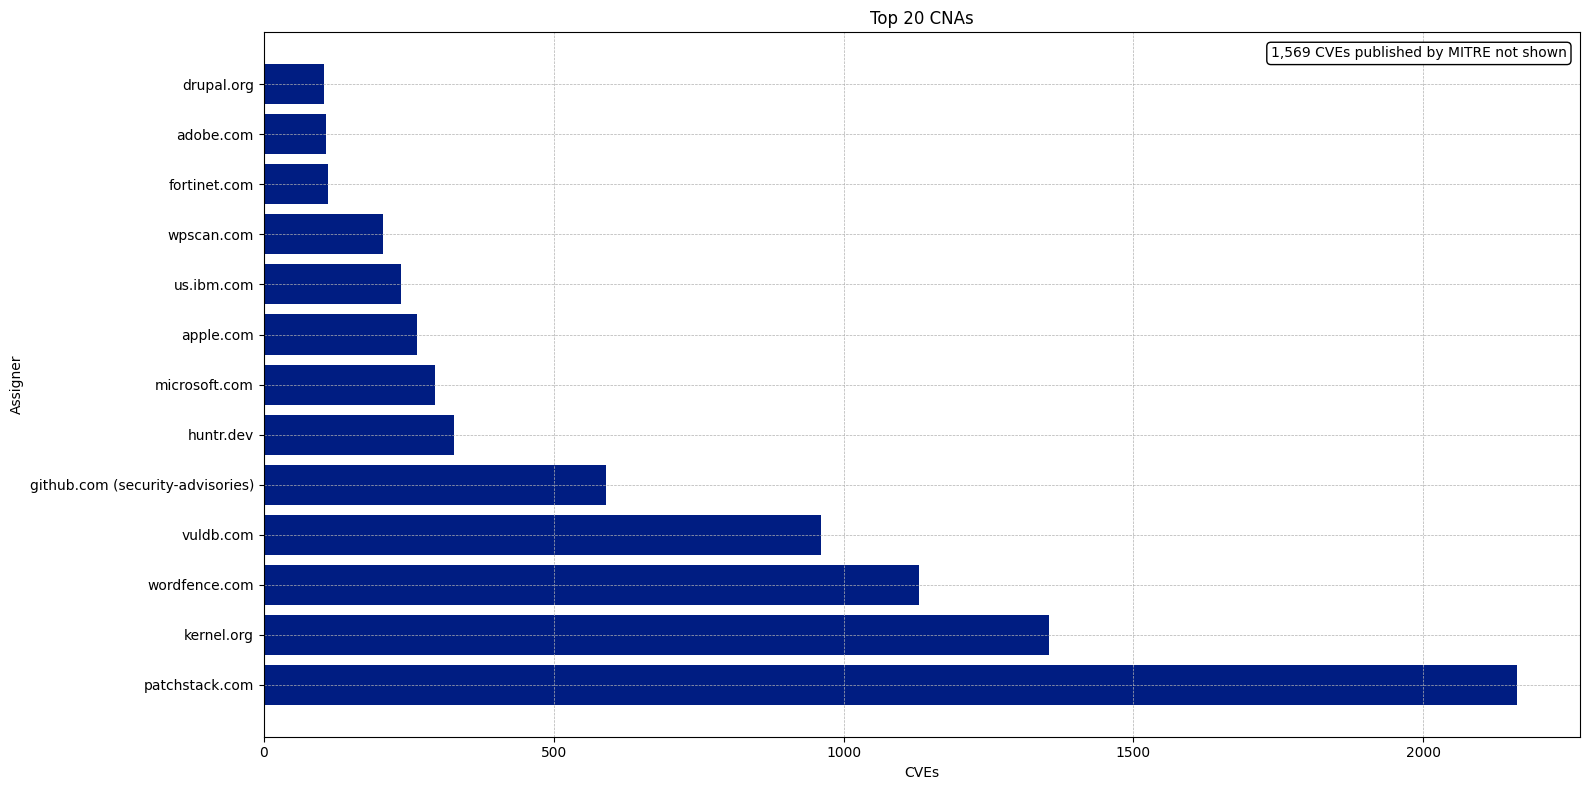 Top 20 CNAs
1,569 CVEs published by MITRE not shown
Assigner
drupal.org
adobe.com
fortinet.com
wpscan.com
us.ibm.com
apple.com
microsoft.com
huntr.dev
github.com (security-advisories)
vuldb.com
wordfence.com
kernel.org
patchstack.com
0 500 1000 1500 2000
CVEs